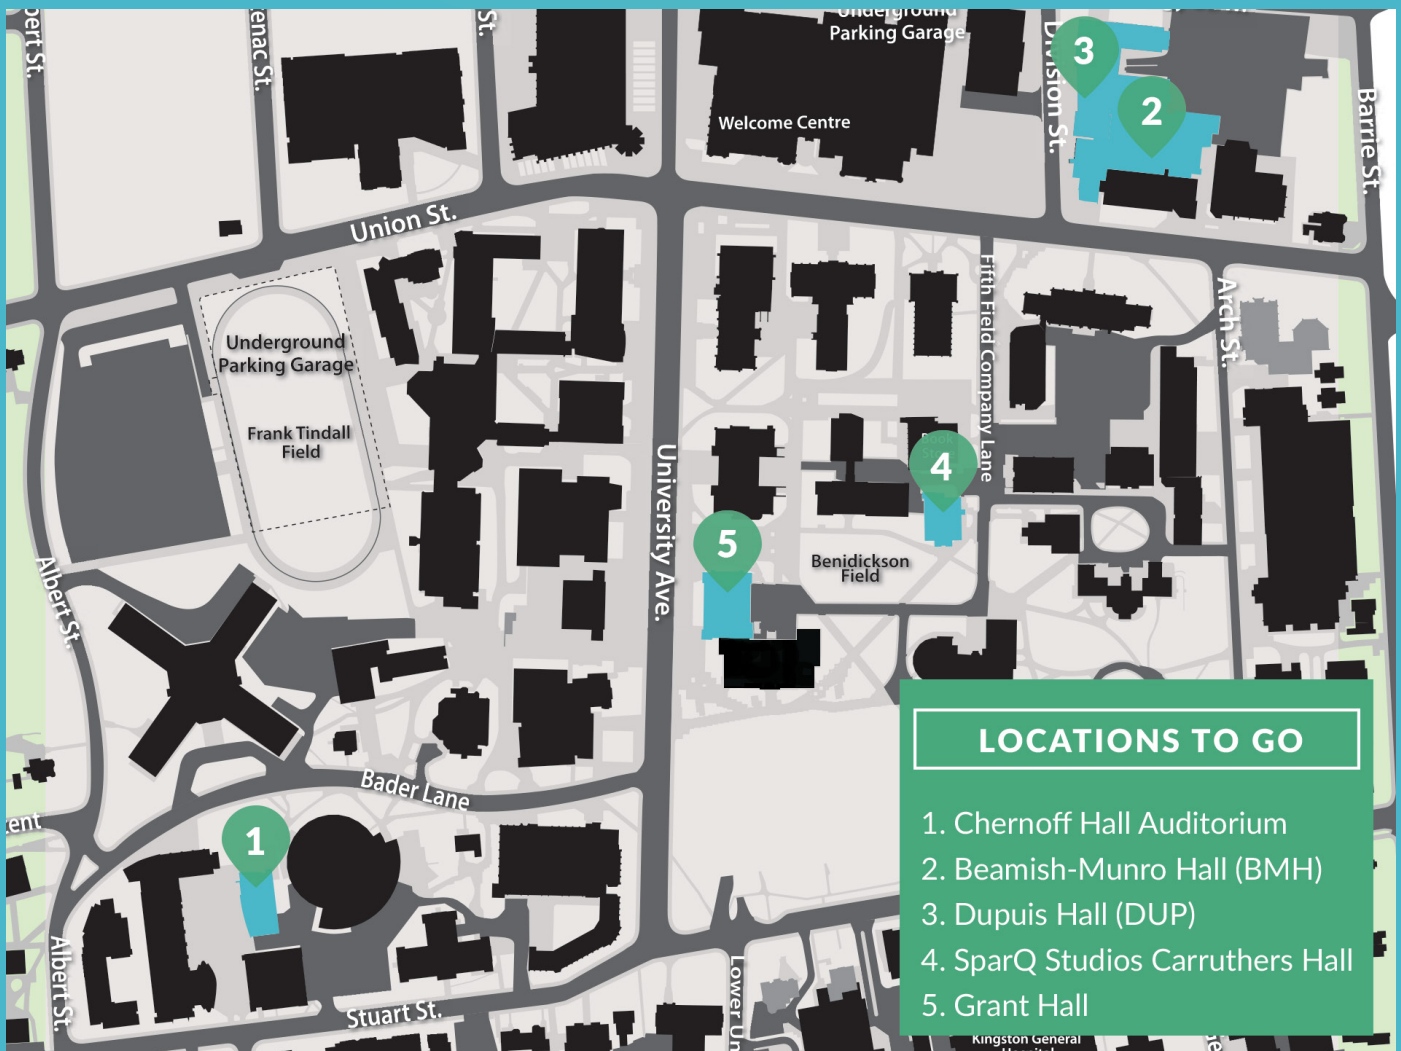 Underground
Parking Garage
Welcome Centre
3
2
Division St.
Barrie St.
St.
Union St.
Underground
Parking Garage
Frank Tindall
Field
Fifth Field Company Lane
Arch St.
University Ave.
4
5
Benidickson
Field
Albert St.
Bader Lane
1
Albert St.
Stuart St.
LOCATIONS TO GO
1. Chernoff Hall Auditorium
2. Beamish-Munro Hall (BMH)
3. Dupuis Hall (DUP)
4. SparQ Studios Carruthers Hall
5. Grant Hall
Kingston General